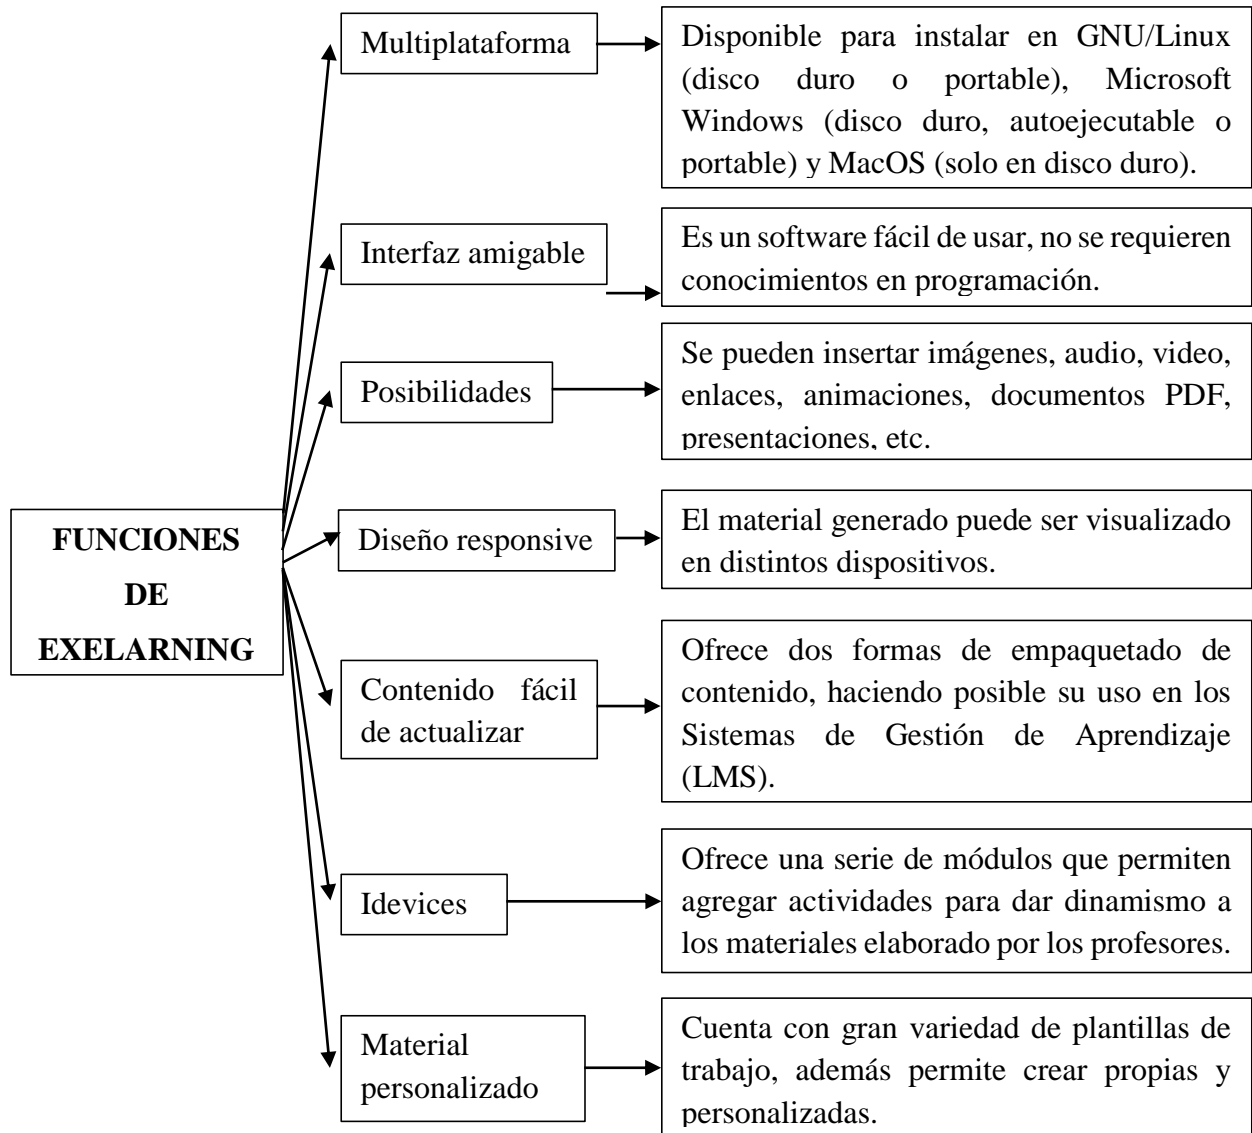 FUNCIONES
DE
EXELARNING
Multiplataforma
Disponible para instalar en GNU/Linux
(disco duro o portable), Microsoft
Windows (disco duro, autoejecutable o
portable) y MacOS (solo en disco duro).
Interfaz amigable
Es un software fácil de usar, no se requieren
conocimientos en programación.
Posibilidades
Se pueden insertar imágenes, audio, video,
enlaces, animaciones, documentos PDF,
presentaciones, etc.
Diseño responsive
El material generado puede ser visualizado
en distintos dispositivos.
Contenido fácil
de actualizar
Ofrece dos formas de empaquetado de
contenido, haciendo posible su uso en los
Sistemas de Gestión de Aprendizaje
(LMS).
Idevices
Ofrece una serie de módulos que permiten
agregar actividades para dar dinamismo a
los materiales elaborado por los profesores.
Material
personalizado
Cuenta con gran variedad de plantillas de
trabajo, además permite crear propias y
personalizadas.